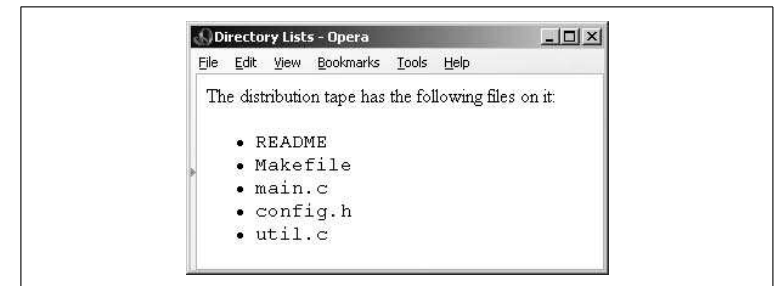 Directory Lists - Opera
File Edit View Bookmarks Tools Help
The distribution tape has the following files on it:
• README
• Makefile
• main.c
• config.h
• util.c